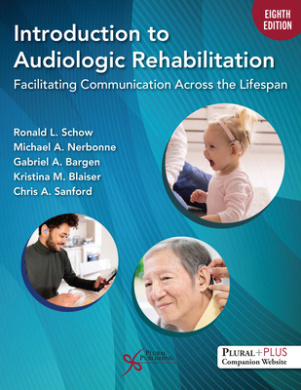 EIGHTH
EDITION
Introduction to
Audiologic Rehabilitation
Facilitating Communication Across the Lifespan
Ronald L. Schow
Michael A. Nerbonne
Gabriel A. Bargen
Kristina M. Blaiser
Chris A. Sanford
PLURAL
PUBLISHING
PLURAL+PLUS
Companion Website